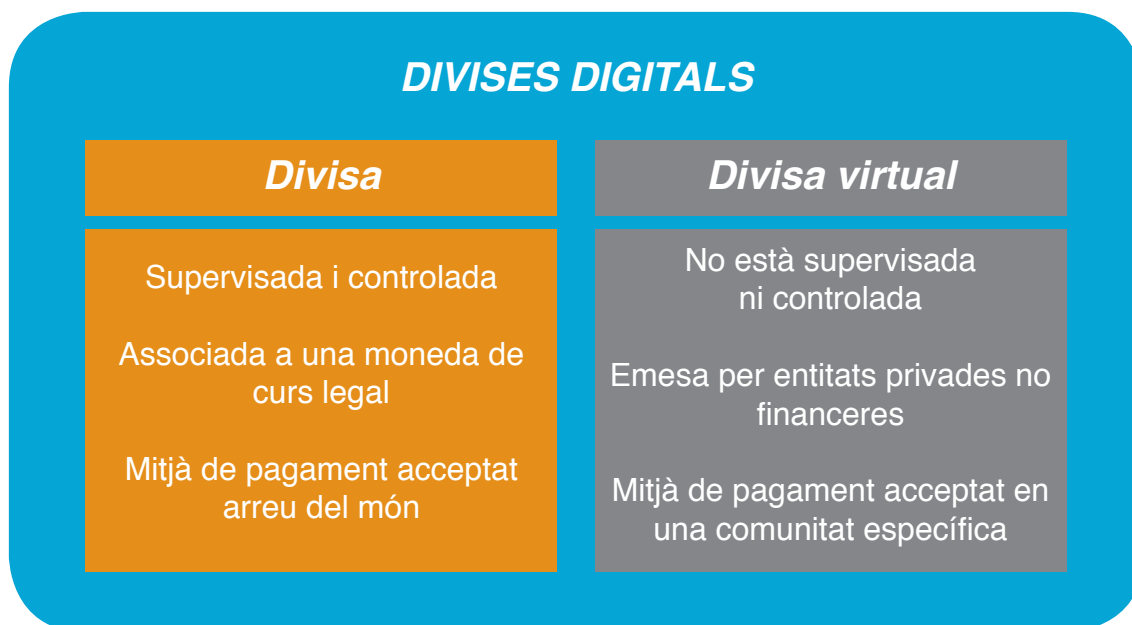 DIVISES DIGITALS
Divisa
Supervisada i controlada
Associada a una moneda de
curs legal
Mitjà de pagament acceptat
arreu del món
Divisa virtual
No està supervisada
ni controlada
Emesa per entitats privades no
financeres
Mitjà de pagament acceptat en
una comunitat específica